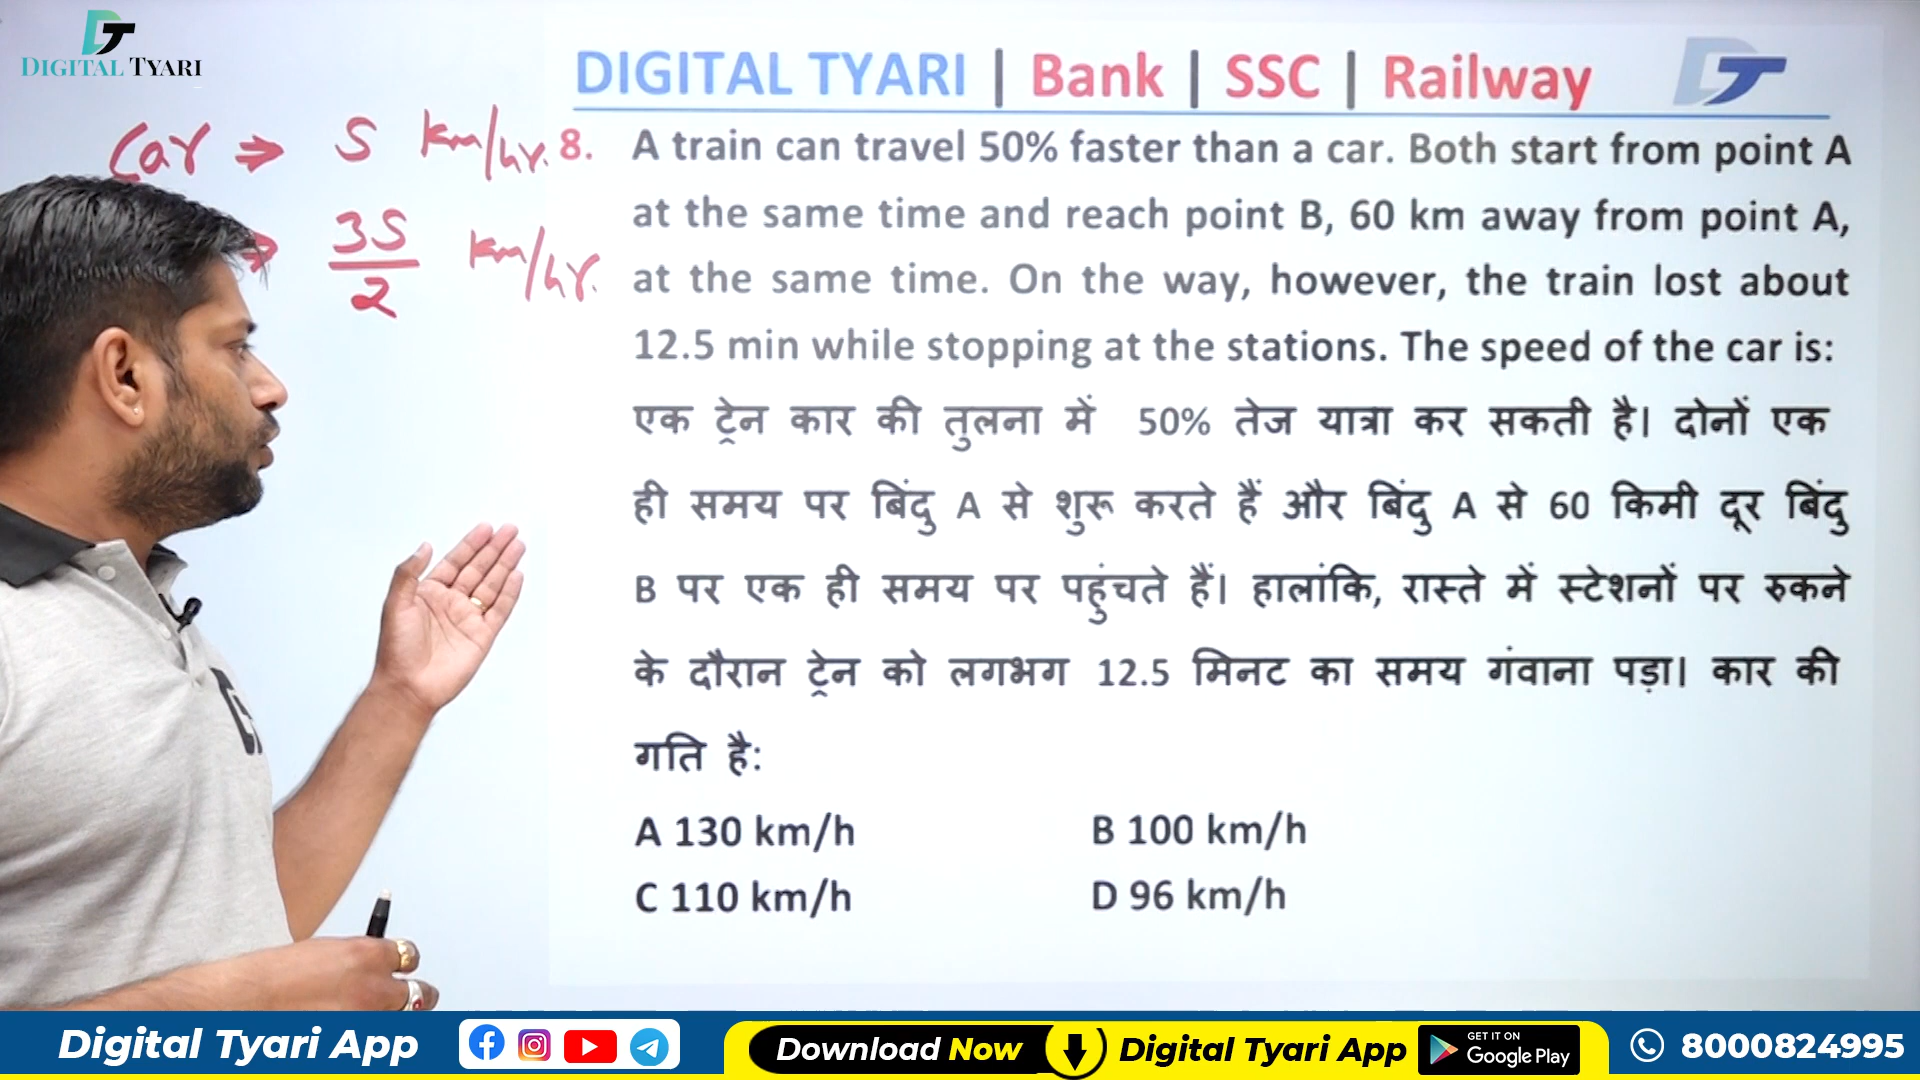 DT
DIGITAL TYARI
DIGITAL TYARI | Bank | SSC | Railway DT
Car ⇒ S km/hr.
⇒ 3S/2 km/hr.
8. A train can travel 50% faster than a car. Both start from point A
at the same time and reach point B, 60 km away from point A,
at the same time. On the way, however, the train lost about
12.5 min while stopping at the stations. The speed of the car is:
एक ट्रेन कार की तुलना में 50% तेज यात्रा कर सकती है। दोनों एक
ही समय पर बिंदु A से शुरू करते हैं और बिंदु A से 60 किमी दूर बिंदु
B पर एक ही समय पर पहुंचते हैं। हालांकि, रास्ते में स्टेशनों पर रुकने
के दौरान ट्रेन को लगभग 12.5 मिनट का समय गंवाना पड़ा। कार की
गति है:
A 130 km/h B 100 km/h
C 110 km/h D 96 km/h
Digital Tyari App Download Now Digital Tyari App GET IT ON Google Play 8000824995